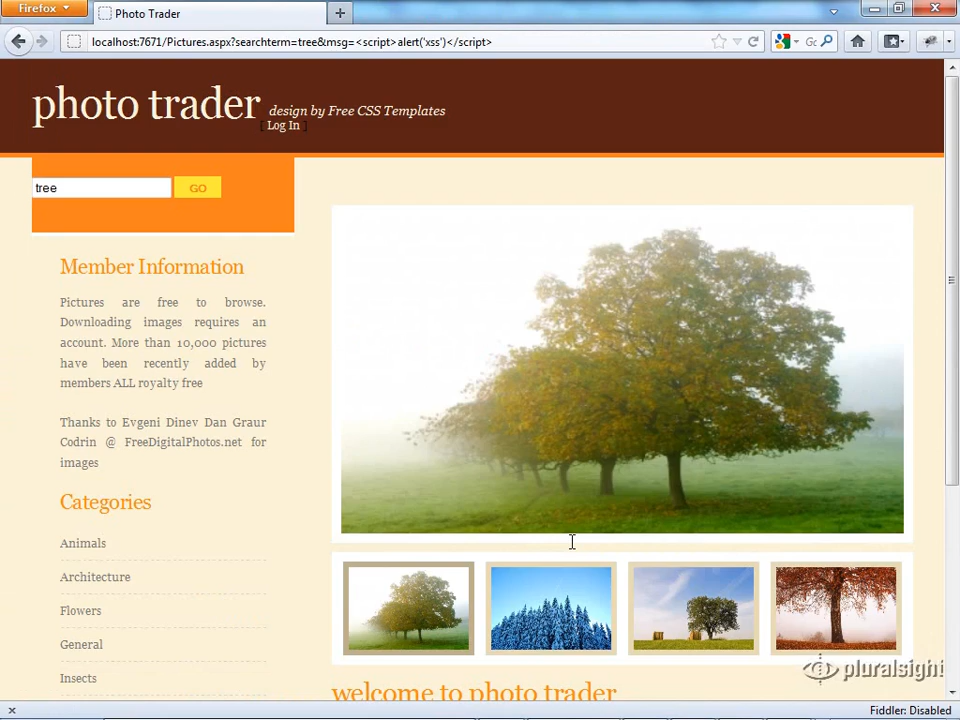 Firefox
Photo Trader
localhost:7671/Pictures.aspx?searchterm=tree&msg=<script>alert('xss')</script>
photo trader design by Free CSS Templates
[ Log In ]
tree
GO
Member Information
Pictures are free to browse.
Downloading images requires an
account. More than 10,000 pictures
have been recently added by
members ALL royalty free
Thanks to Evgeni Dinev Dan Graur
Codrin @ FreeDigitalPhotos.net for
images
Categories
Animals
Architecture
Flowers
General
Insects
welcome to photo trader
pluralsight
Fiddler: Disabled